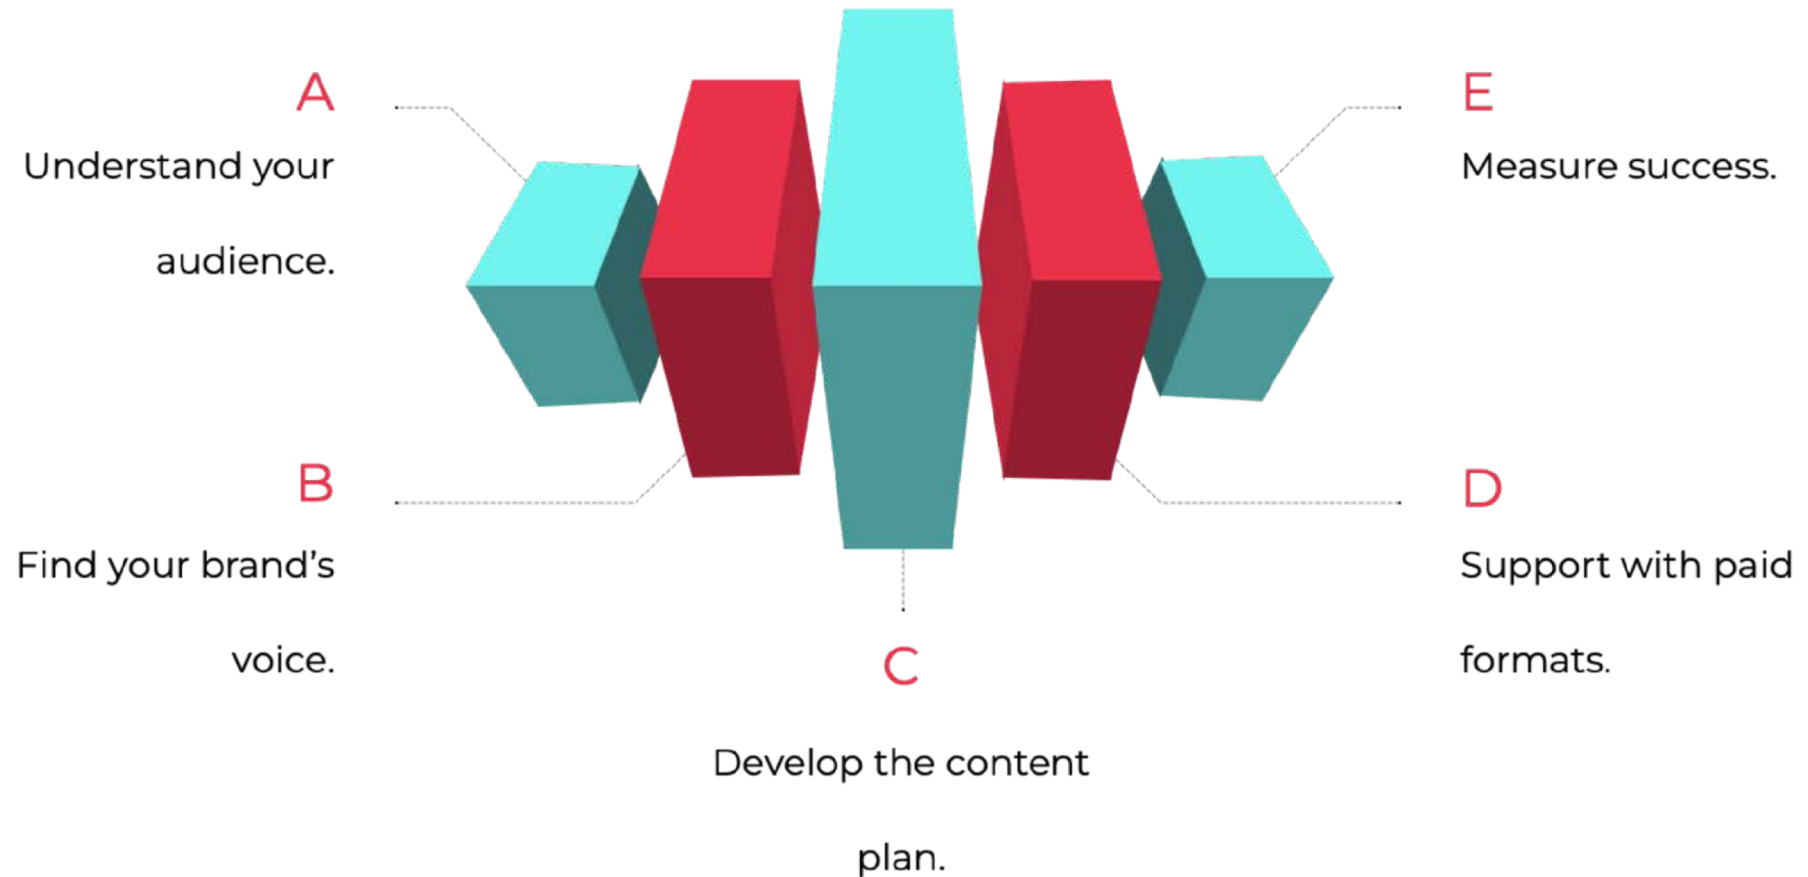 A
Understand your
audience.
B
Find your brand’s
voice.
C
Develop the content
plan.
D
Support with paid
formats.
E
Measure success.